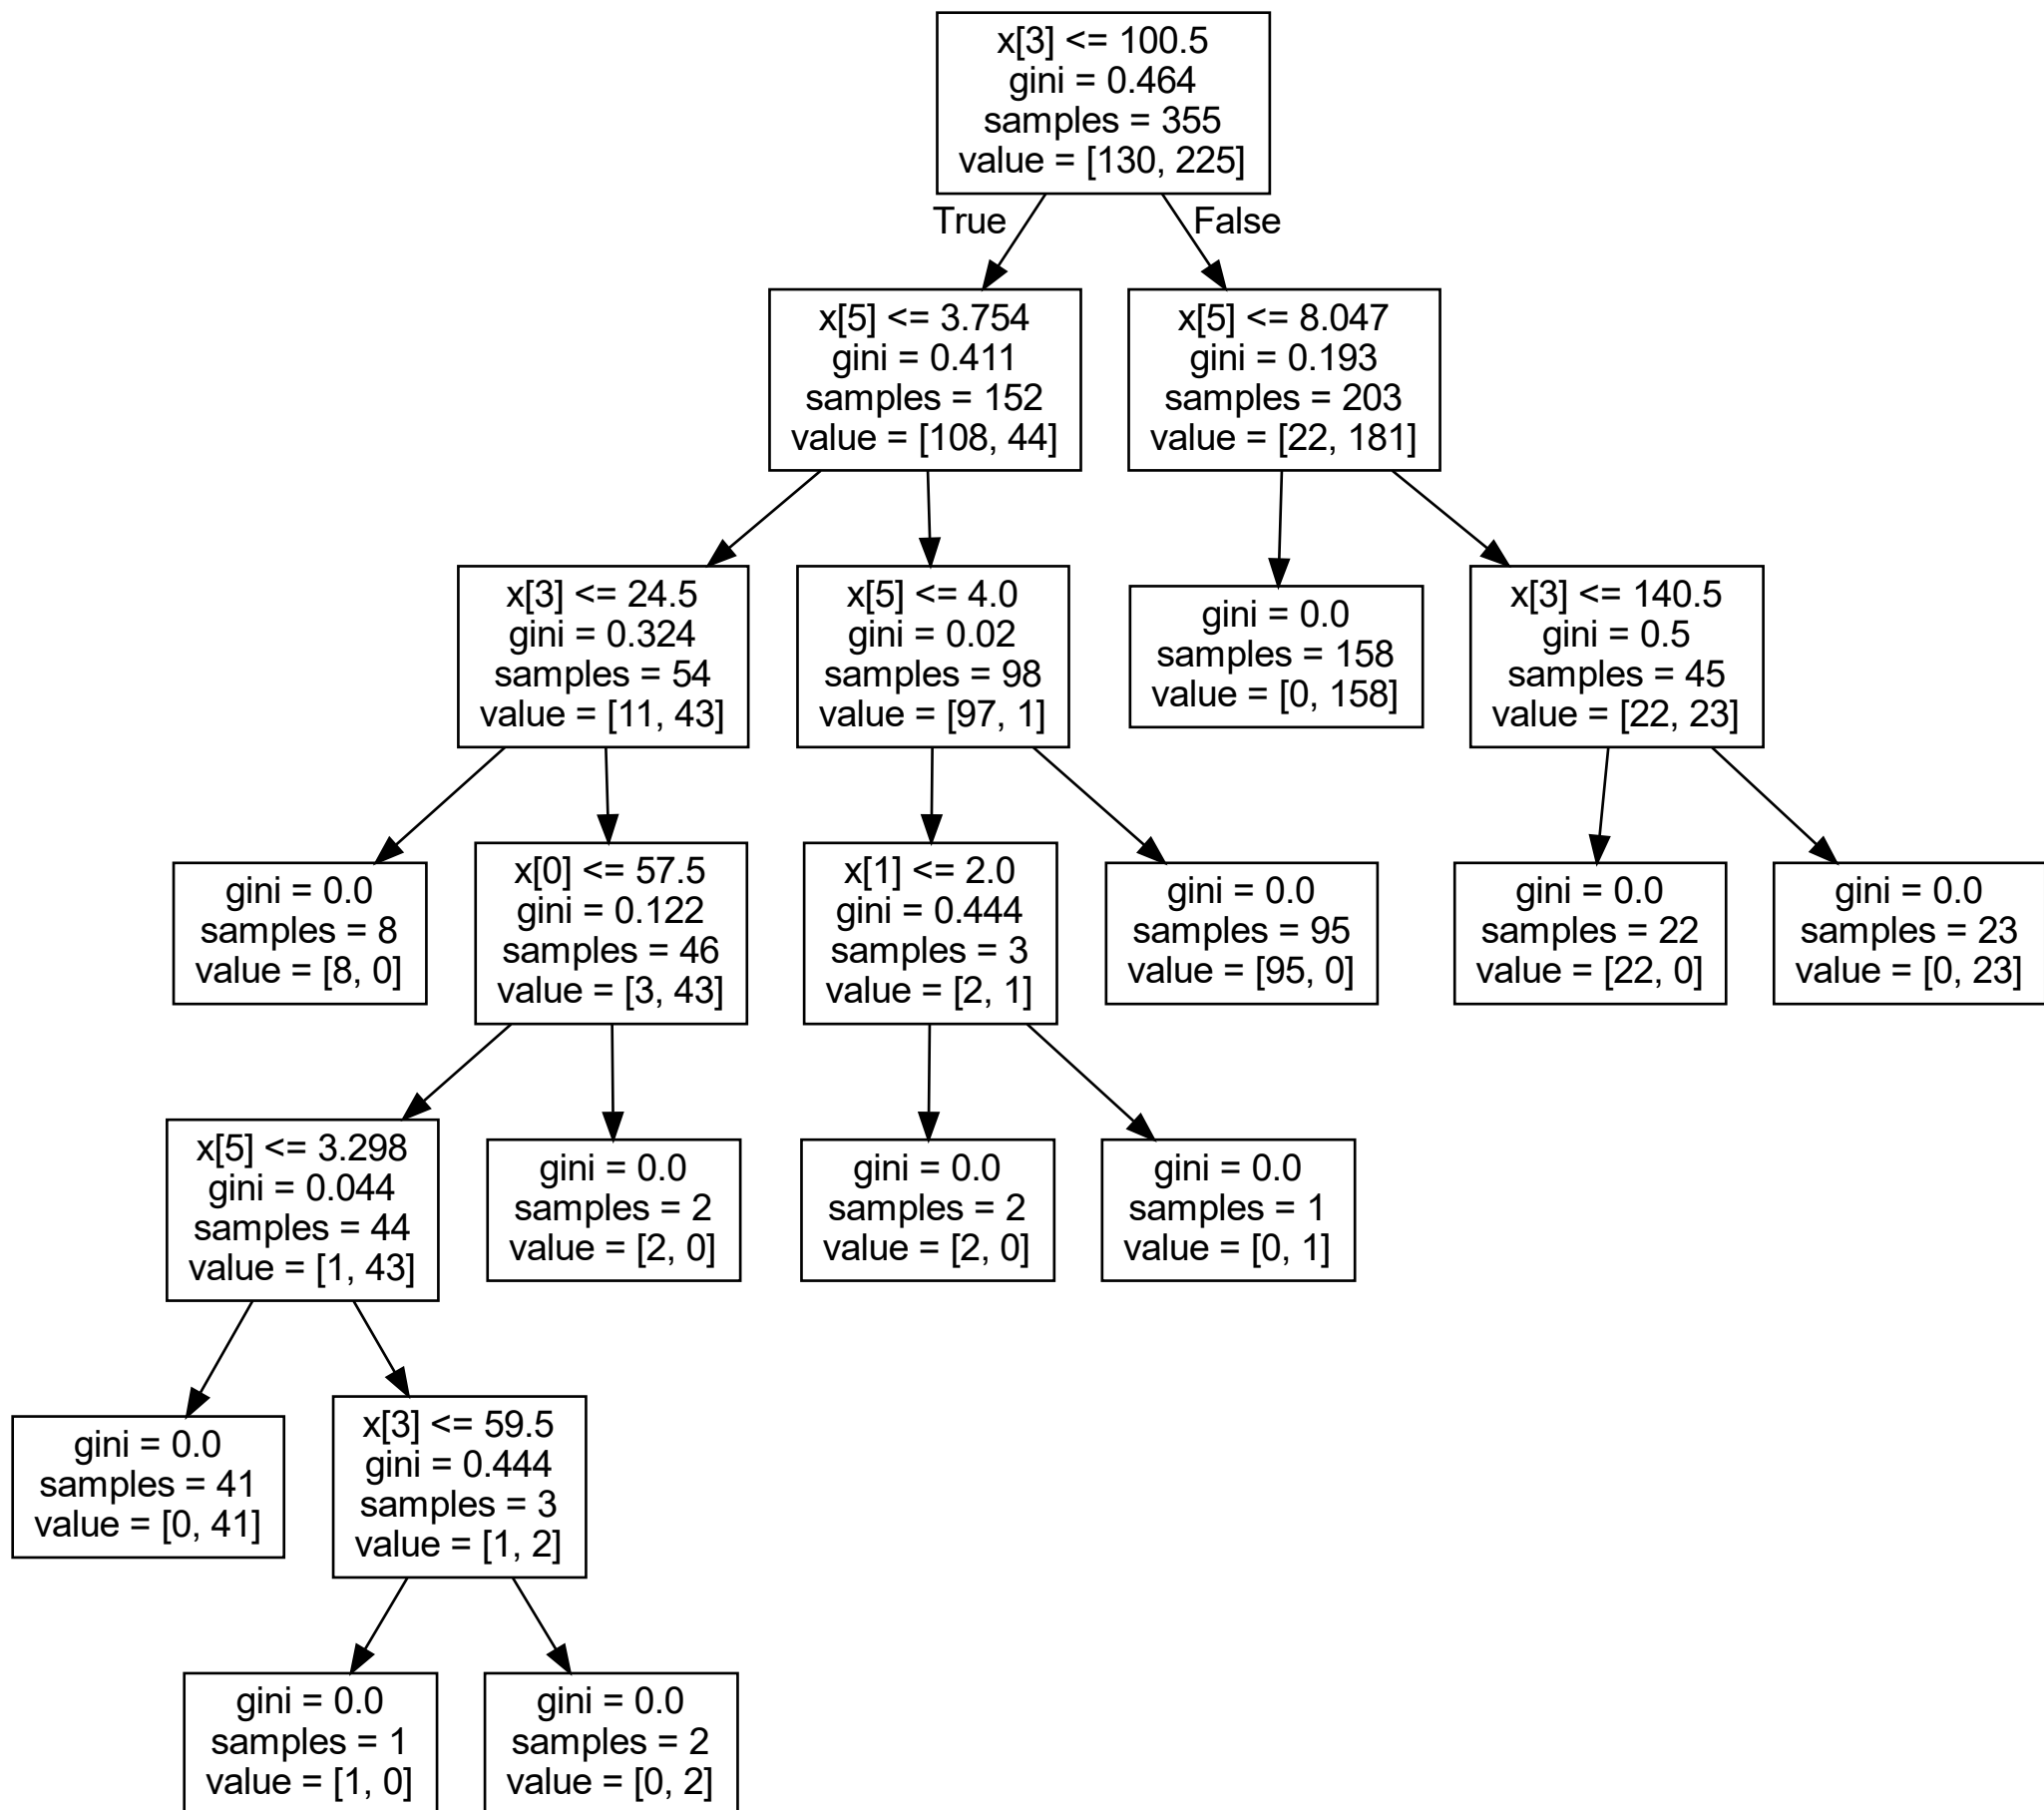 x[3] <= 100.5
gini = 0.464
samples = 355
value = [130, 225]
True
False
x[5] <= 3.754
gini = 0.411
samples = 152
value = [108, 44]
x[5] <= 8.047
gini = 0.193
samples = 203
value = [22, 181]
x[3] <= 24.5
gini = 0.324
samples = 54
value = [11, 43]
x[5] <= 4.0
gini = 0.02
samples = 98
value = [97, 1]
gini = 0.0
samples = 158
value = [0, 158]
x[3] <= 140.5
gini = 0.5
samples = 45
value = [22, 23]
gini = 0.0
samples = 8
value = [8, 0]
x[0] <= 57.5
gini = 0.122
samples = 46
value = [3, 43]
x[1] <= 2.0
gini = 0.444
samples = 3
value = [2, 1]
gini = 0.0
samples = 95
value = [95, 0]
gini = 0.0
samples = 22
value = [22, 0]
gini = 0.0
samples = 23
value = [0, 23]
x[5] <= 3.298
gini = 0.044
samples = 44
value = [1, 43]
gini = 0.0
samples = 2
value = [2, 0]
gini = 0.0
samples = 2
value = [2, 0]
gini = 0.0
samples = 1
value = [0, 1]
gini = 0.0
samples = 41
value = [0, 41]
x[3] <= 59.5
gini = 0.444
samples = 3
value = [1, 2]
gini = 0.0
samples = 1
value = [1, 0]
gini = 0.0
samples = 2
value = [0, 2]